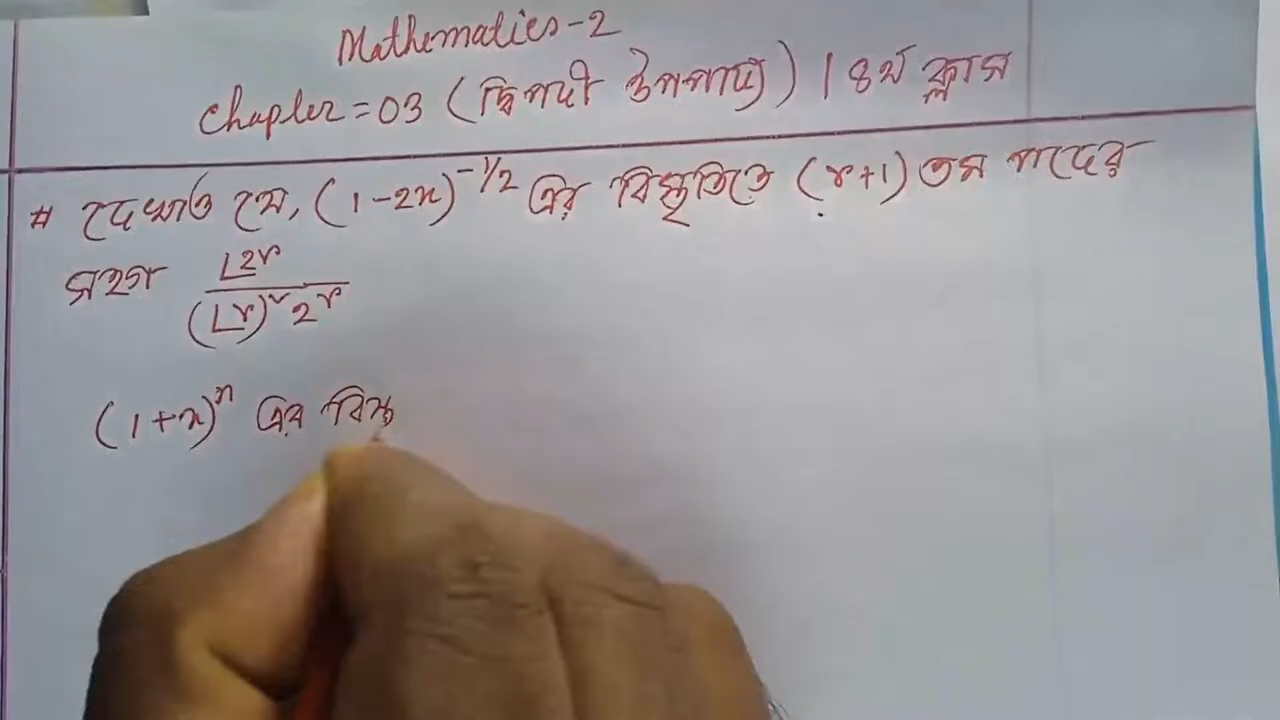 Mathematics-2
Chapter=03 (দ্বিপদী উপপাদ্য) | ৪র্থ ক্লাস
# দেখাও যে, (1-2x)^-1/2 এর বিস্তৃতিতে (r+1) তম পদের
সহগ ∟2r / (∟r)² 2^r
(1+x)^n এর বিস্তৃ